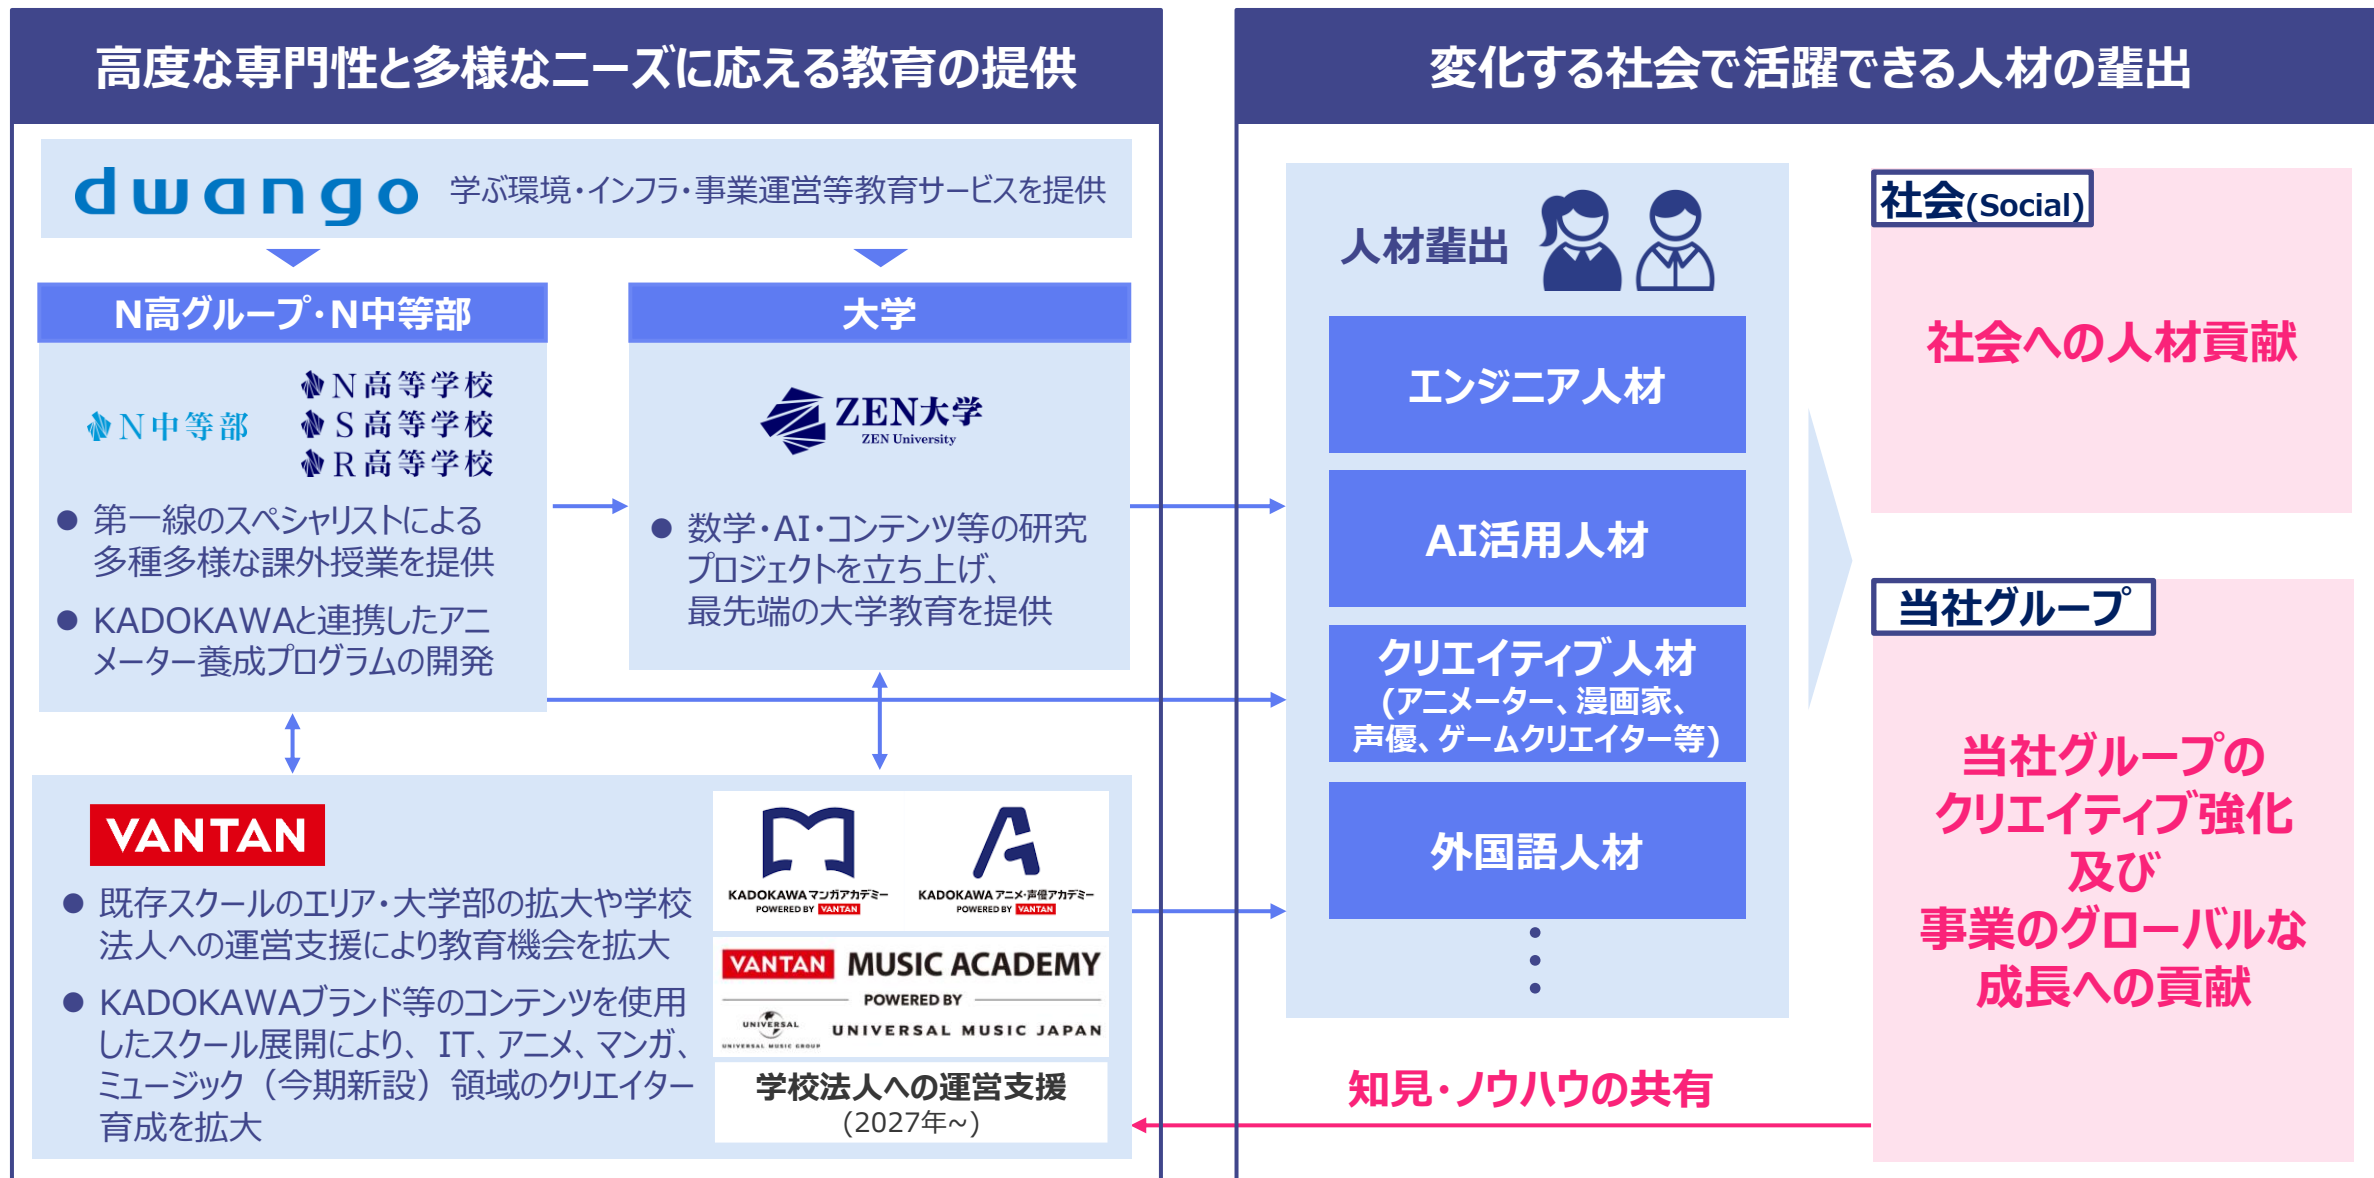 高度な専門性と多様なニーズに応える教育の提供
dwango
学ぶ環境・インフラ・事業運営等教育サービスを提供
N高グループ・N中等部
N中等部
N高等学校
S高等学校
R高等学校
● 第一線のスペシャリストによる
多種多様な課外授業を提供
● KADOKAWAと連携したアニ
メーター養成プログラムの開発
大学
ZEN大学
ZEN University
● 数学・AI・コンテンツ等の研究
プロジェクトを立ち上げ、
最先端の大学教育を提供
VANTAN
● 既存スクールのエリア・大学部の拡大や学校
法人への運営支援により教育機会を拡大
● KADOKAWAブランド等のコンテンツを使用
したスクール展開により、IT、アニメ、マンガ、
ミュージック（今期新設）領域のクリエイター
育成を拡大
KADOKAWA マンガアカデミー
POWERED BY VANTAN
KADOKAWA アニメ・声優アカデミー
POWERED BY VANTAN
VANTAN MUSIC ACADEMY
POWERED BY
UNIVERSAL
UNIVERSAL MUSIC GROUP
UNIVERSAL MUSIC JAPAN
学校法人への運営支援
(2027年~)
変化する社会で活躍できる人材の輩出
人材輩出
エンジニア人材
AI活用人材
クリエイティブ人材
(アニメーター、漫画家、
声優、ゲームクリエイター等)
外国語人材
社会(Social)
社会への人材貢献
当社グループ
当社グループの
クリエイティブ強化
及び
事業のグローバルな
成長への貢献
知見・ノウハウの共有